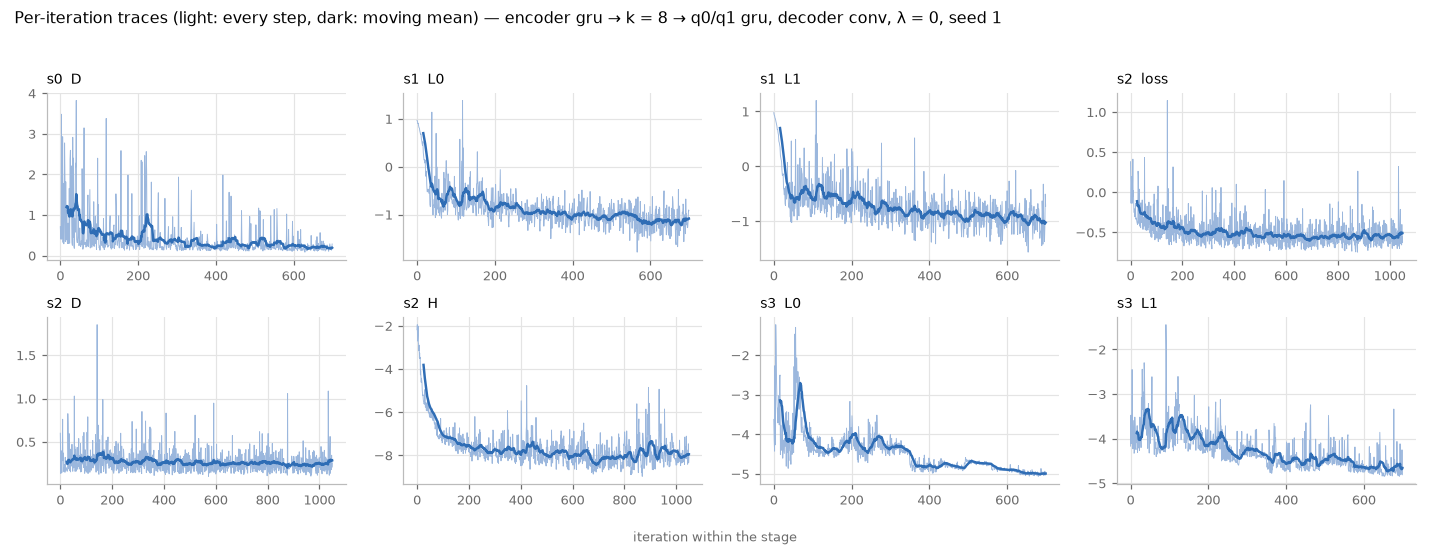 Per-iteration traces (light: every step, dark: moving mean) — encoder gru → k = 8 → q0/q1 gru, decoder conv, λ = 0, seed 1
s0 D
4
3
2
1
0
0 200 400 600
s1 L0
1
0
−1
0 200 400 600
s1 L1
1
0
−1
0 200 400 600
s2 loss
1.0
0.5
0.0
−0.5
0 200 400 600 800 1000
s2 D
1.5
1.0
0.5
0 200 400 600 800 1000
s2 H
−2
−4
−6
−8
0 200 400 600 800 1000
s3 L0
−2
−3
−4
−5
0 200 400 600
s3 L1
−2
−3
−4
−5
0 200 400 600
iteration within the stage